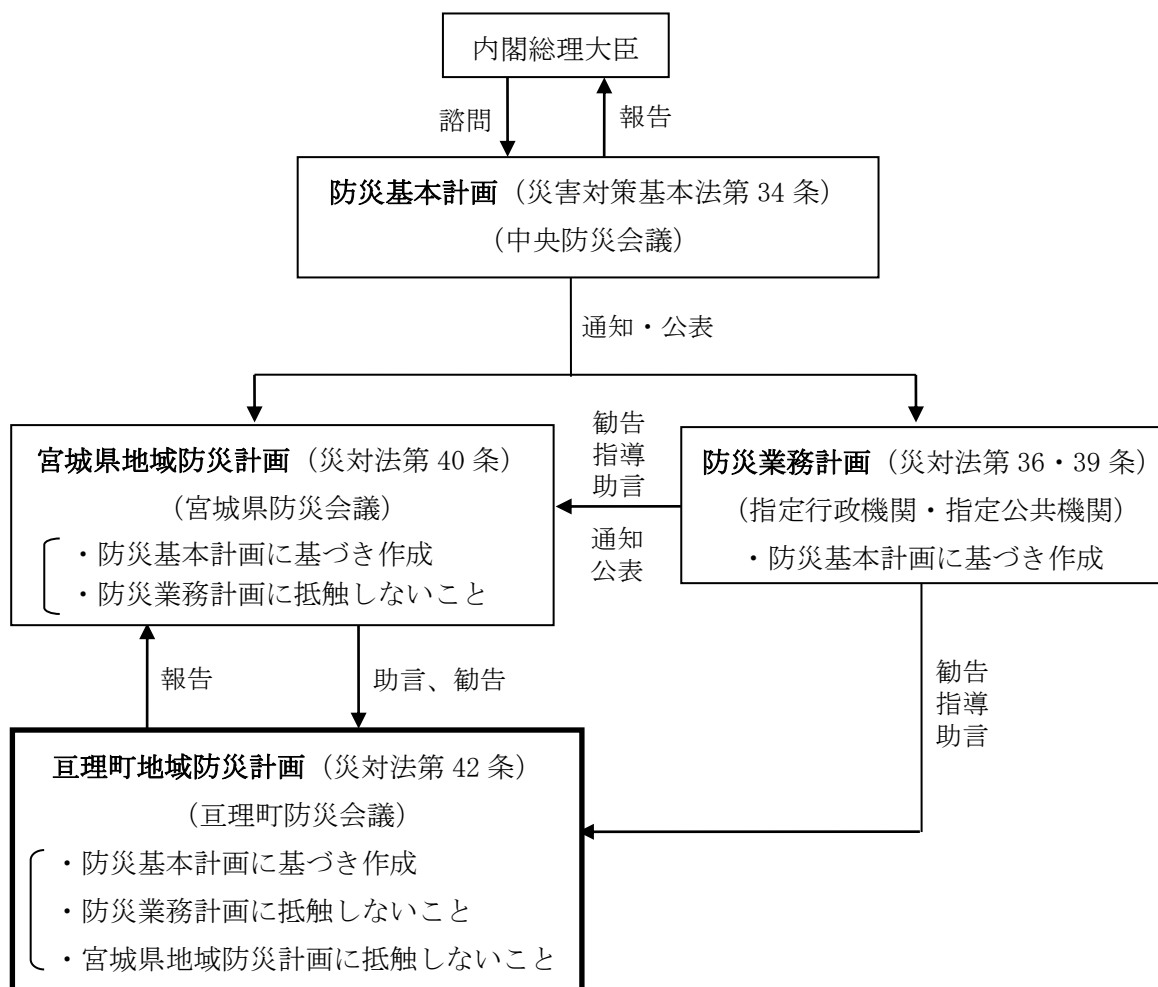 内閣総理大臣
諮問
報告
防災基本計画（災害対策基本法第 34 条）
（中央防災会議）
通知・公表
宮城県地域防災計画（災対法第 40 条）
（宮城県防災会議）
・防災基本計画に基づき作成
・防災業務計画に抵触しないこと
勧告
指導
助言
通知
公表
防災業務計画（災対法第 36・39 条）
（指定行政機関・指定公共機関）
・防災基本計画に基づき作成
報告
助言、勧告
勧告
指導
助言
亘理町地域防災計画（災対法第 42 条）
（亘理町防災会議）
・防災基本計画に基づき作成
・防災業務計画に抵触しないこと
・宮城県地域防災計画に抵触しないこと